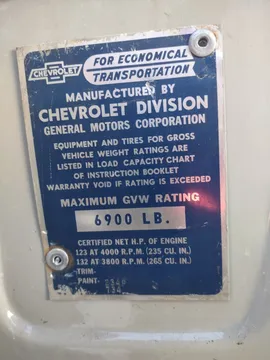 CHEVROLET
FOR ECONOMICAL
TRANSPORTATION
MANUFACTURED BY
CHEVROLET DIVISION
GENERAL MOTORS CORPORATION
EQUIPMENT AND TIRES FOR GROSS
VEHICLE WEIGHT RATINGS ARE
LISTED IN LOAD CAPACITY CHART
OF INSTRUCTION BOOKLET
WARRANTY VOID IF RATING IS EXCEEDED
MAXIMUM GVW RATING
6900 LB.
CERTIFIED NET H.P. OF ENGINE
123 AT 4000 R.P.M. (235 CU. IN.)
132 AT 3800 R.P.M. (265 CU. IN.)
TRIM-
PAINT-